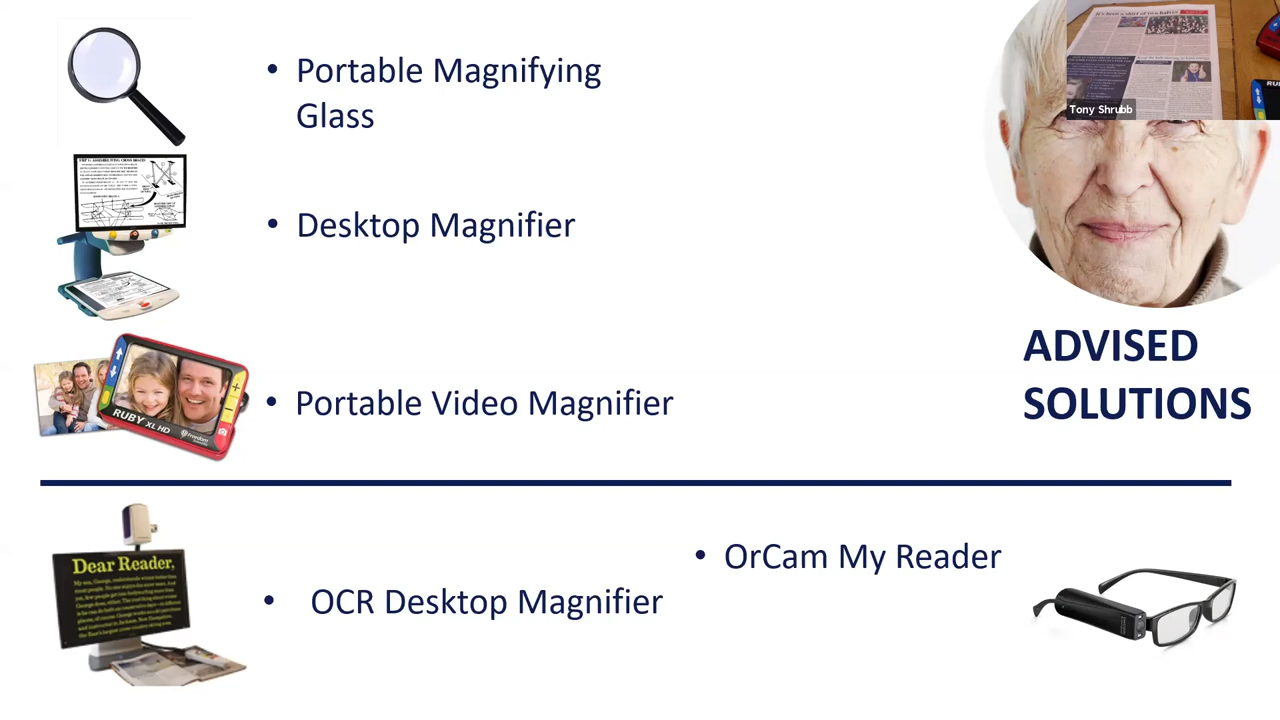 • Portable Magnifying
Glass
• Desktop Magnifier
• Portable Video Magnifier
RUBY XL HD
Dear Reader,
• OCR Desktop Magnifier
• OrCam My Reader
Tony Shrubb
ADVISED
SOLUTIONS